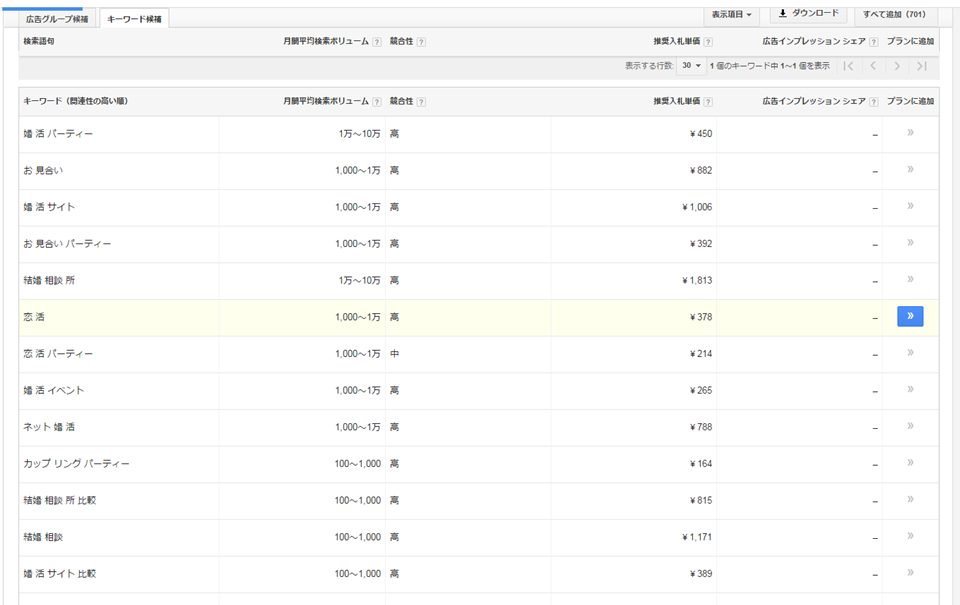 広告グループ候補 キーワード候補 表示項目 ダウンロード すべて追加 (701)
検索語句 月間平均検索ボリューム ? 競合性 ? 推奨入札単価 ? 広告インプレッション シェア ? プランに追加
表示する行数: 30 1 個のキーワード中 1～1 個を表示
キーワード（関連性の高い順） 月間平均検索ボリューム ? 競合性 ? 推奨入札単価 ? 広告インプレッション シェア ? プランに追加
婚 活 パーティー 1万～10万 高 ¥450 – »
お 見合い 1,000～1万 高 ¥882 – »
婚 活 サイト 1,000～1万 高 ¥1,006 – »
お 見合い パーティー 1,000～1万 高 ¥392 – »
結婚 相談 所 1万～10万 高 ¥1,813 – »
恋 活 1,000～1万 高 ¥378 – »
恋 活 パーティー 1,000～1万 中 ¥214 – »
婚 活 イベント 1,000～1万 高 ¥265 – »
ネット 婚 活 1,000～1万 高 ¥788 – »
カップ リング パーティー 100～1,000 高 ¥164 – »
結婚 相談 所 比較 100～1,000 高 ¥815 – »
結婚 相談 100～1,000 高 ¥1,171 – »
婚 活 サイト 比較 100～1,000 高 ¥389 – »